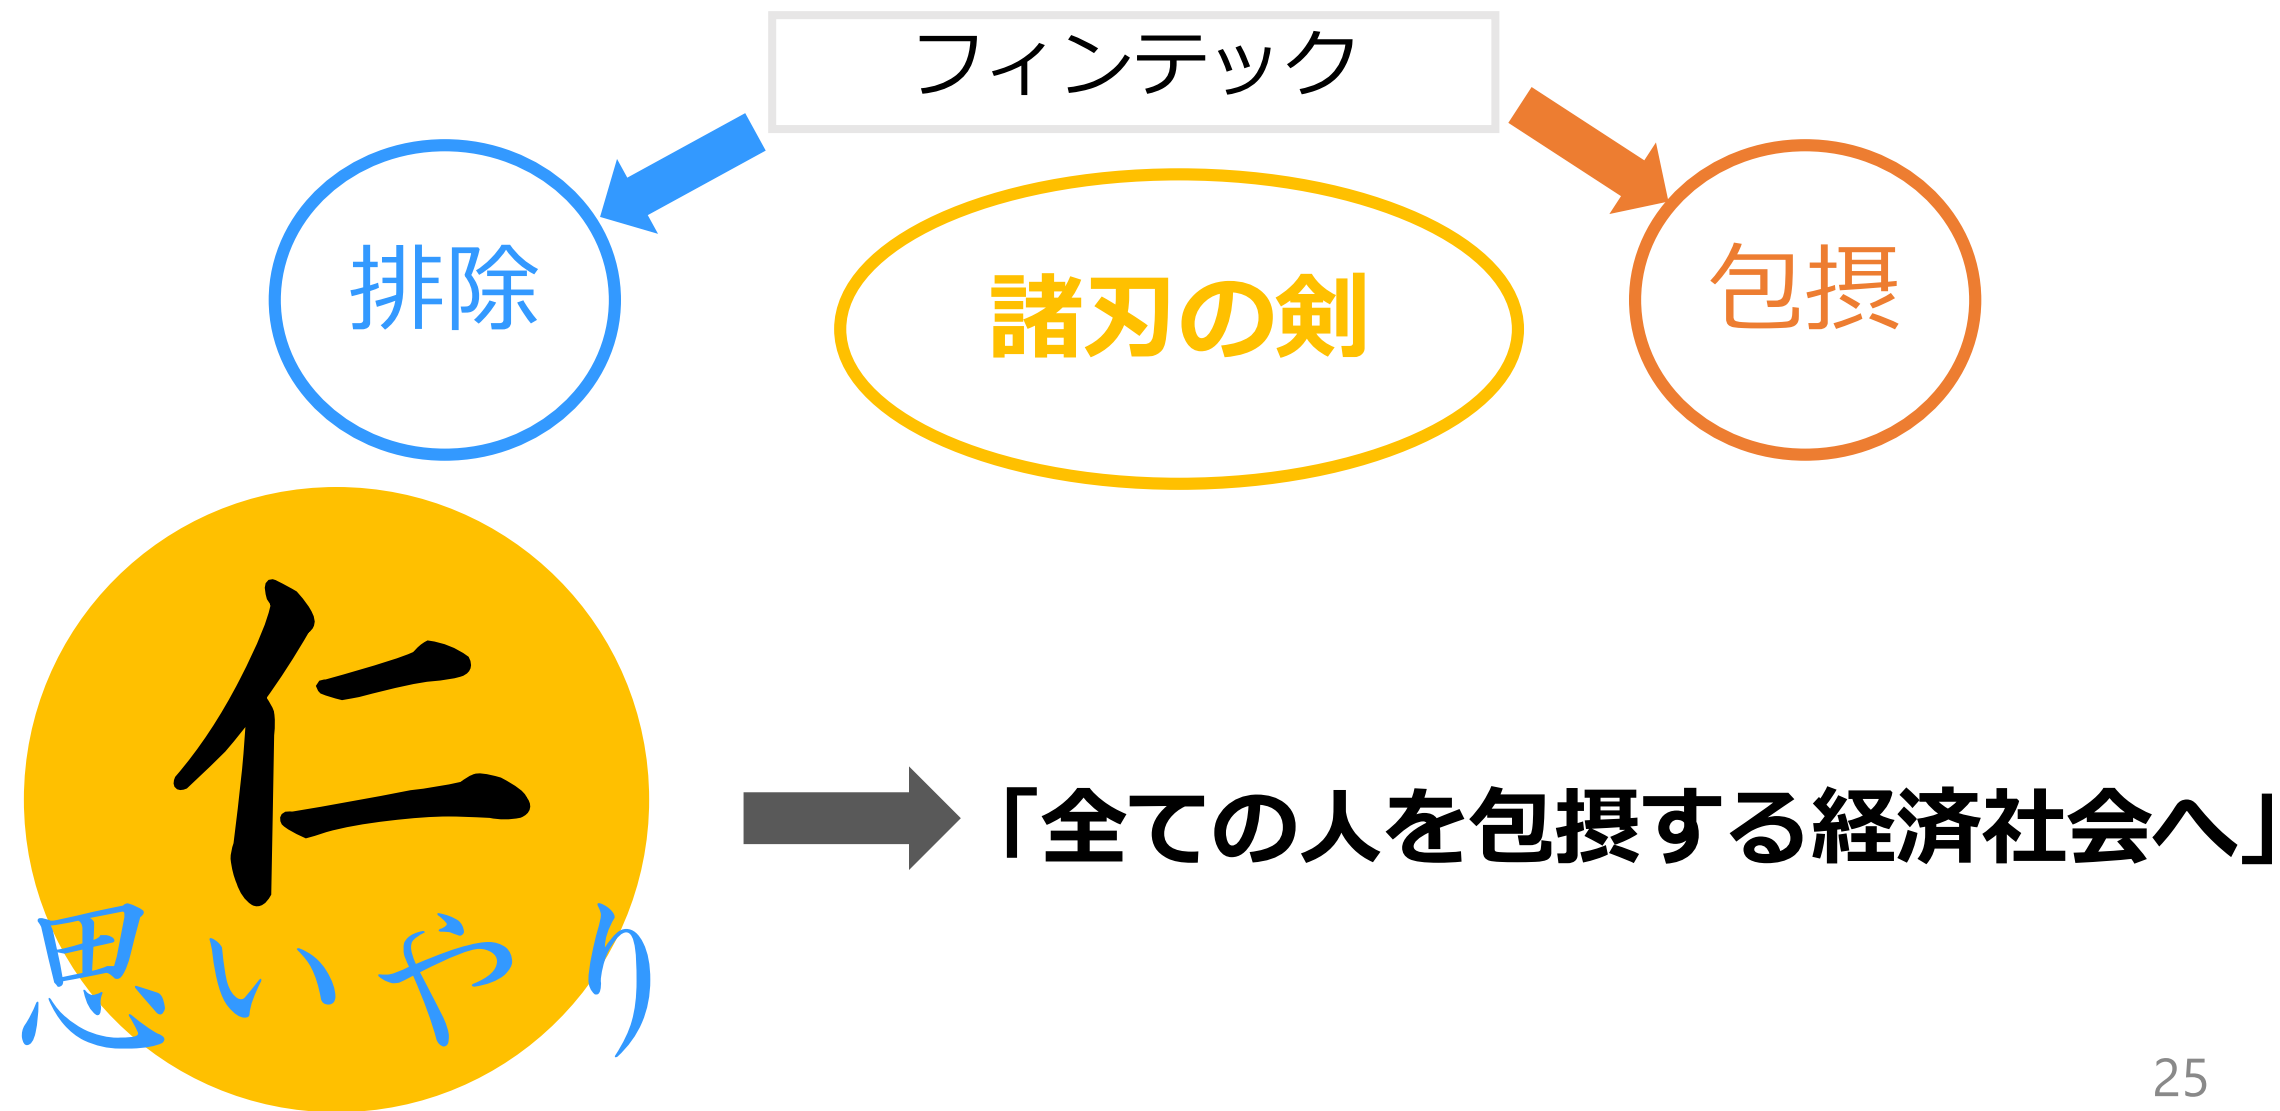 フィンテック
排除
諸刃の剣
包摂
仁
思いやり
「全ての人を包摂する経済社会へ」
25